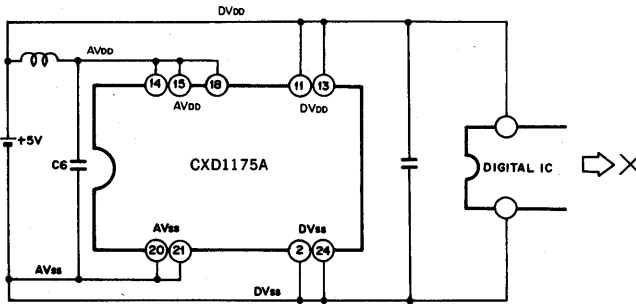 DVDD
AVDD
14 15 18 11 13
AVDD DVDD
+5V
C6
CXD1175A
DIGITAL IC
AVss DVss
20 21 2 24
AVss
DVss